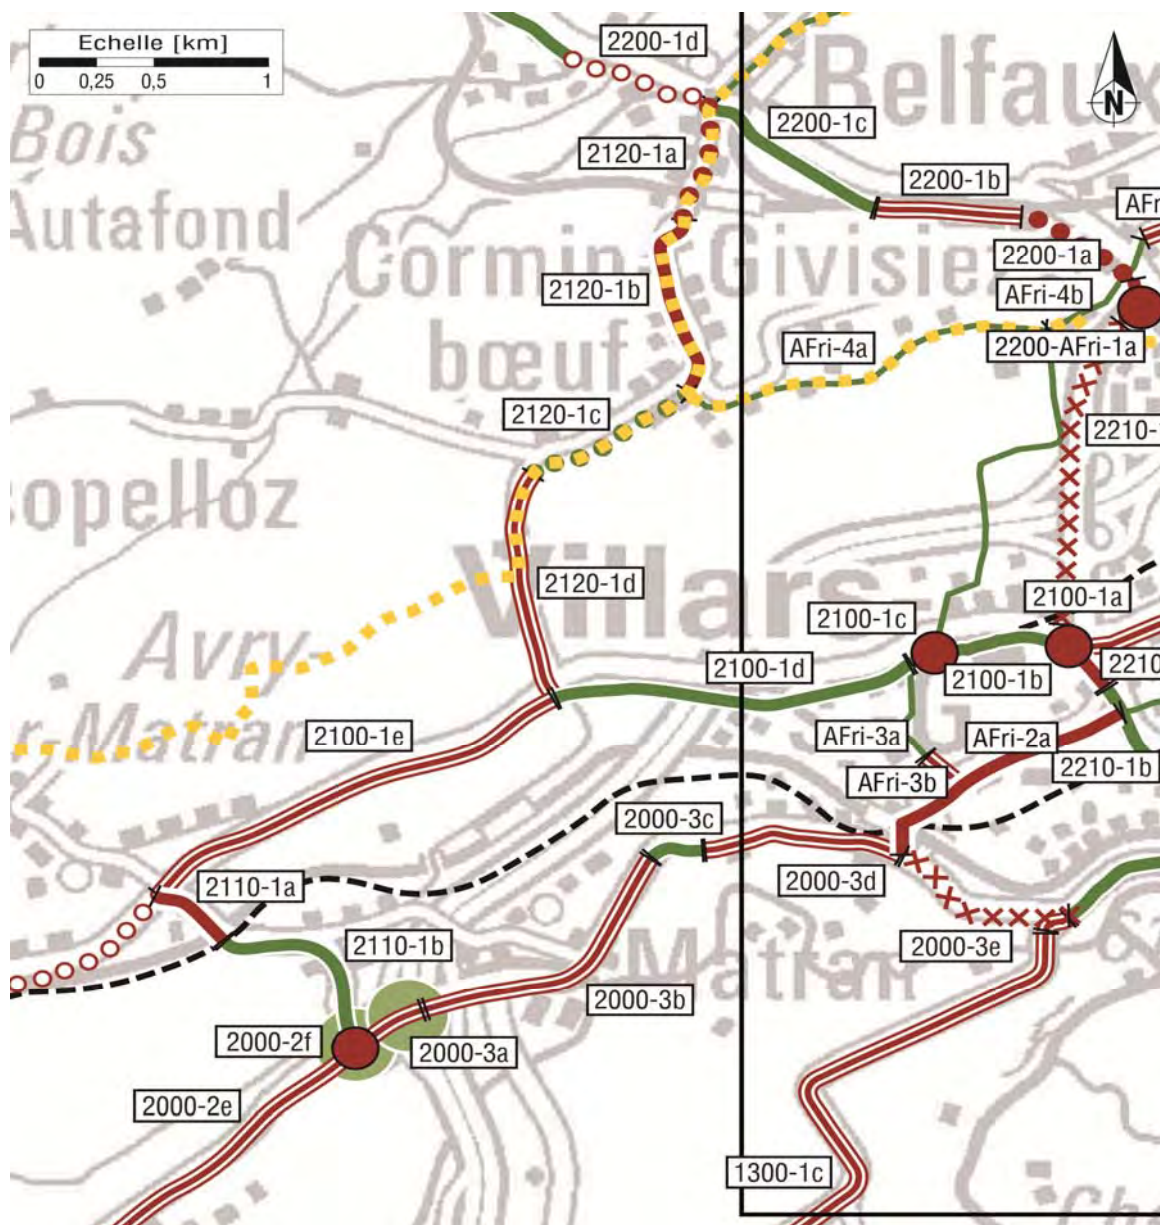 Echelle [km]
0 0,25 0,5 1
2200-1d
Belfaux
N
2200-1c
Bois
2120-1a
2200-1b
AFri
Autafond
Cormin-
Givisiez
2200-1a
2120-1b
AFri-4b
AFri-4a
2200-AFri-1a
bœuf
2120-1c
2210-1
sopelloz
Villars-
2120-1d
2100-1a
2100-1c
Avry-
2100-1d
2210
2100-1b
r-Matran
2100-1e
AFri-3a
AFri-2a
G
2210-1b
AFri-3b
2000-3c
2110-1a
2000-3d
2110-1b
2000-3e
Matran
2000-3b
2000-2f
2000-3a
2000-2e
1300-1c